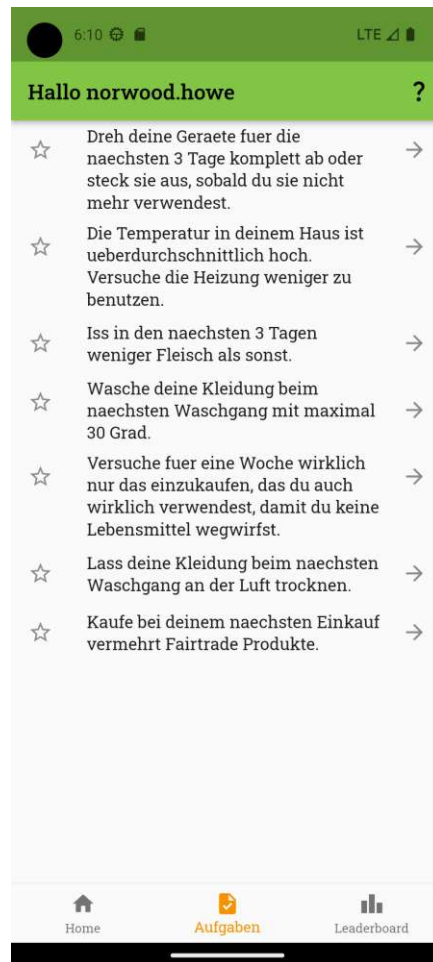 6:10 LTE
Hallo norwood.howe ?
Dreh deine Geraete fuer die
naechsten 3 Tage komplett ab oder
steck sie aus, sobald du sie nicht
mehr verwendest.
Die Temperatur in deinem Haus ist
ueberdurchschnittlich hoch.
Versuche die Heizung weniger zu
benutzen.
Iss in den naechsten 3 Tagen
weniger Fleisch als sonst.
Wasche deine Kleidung beim
naechsten Waschgang mit maximal
30 Grad.
Versuche fuer eine Woche wirklich
nur das einzukaufen, das du auch
wirklich verwendest, damit du keine
Lebensmittel wegwirfst.
Lass deine Kleidung beim naechsten
Waschgang an der Luft trocknen.
Kaufe bei deinem naechsten Einkauf
vermehrt Fairtrade Produkte.
Home Aufgaben Leaderboard